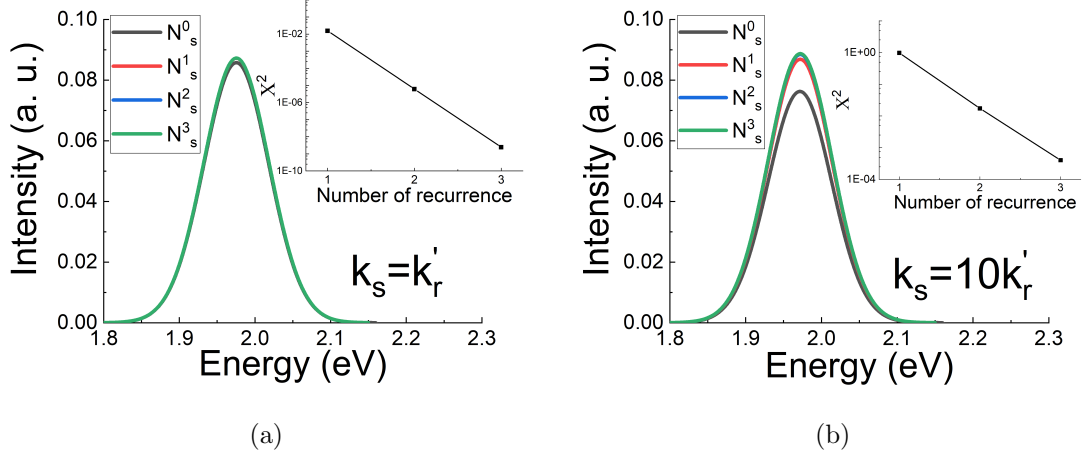 0.10
0.08
0.06
0.04
0.02
0.00
Intensity (a. u.)
N⁰ₛ
N¹ₛ
N²ₛ
N³ₛ
1E-02
1E-06
1E-10
X²
1 2 3
Number of recurrence
kₛ=k'ᵣ
1.8 1.9 2.0 2.1 2.2 2.3
Energy (eV)
(a)
0.10
0.08
0.06
0.04
0.02
0.00
Intensity (a. u.)
N⁰ₛ
N¹ₛ
N²ₛ
N³ₛ
1E+00
1E-04
X²
1 2 3
Number of recurrence
kₛ=10k'ᵣ
1.8 1.9 2.0 2.1 2.2 2.3
Energy (eV)
(b)